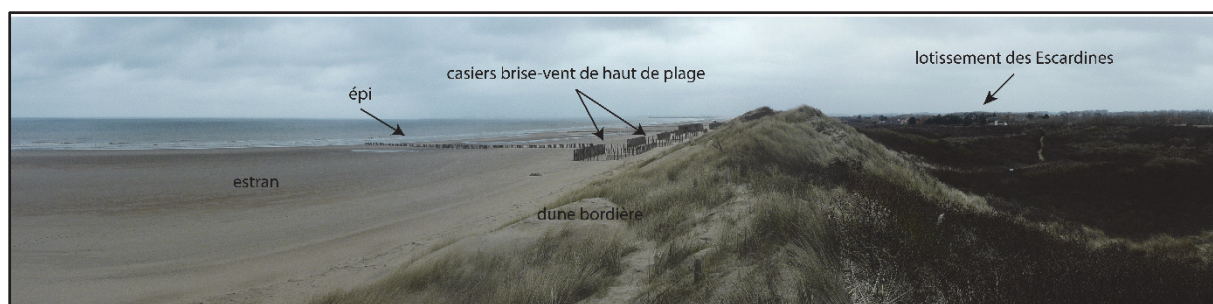 lotissement des Escardines
casiers brise-vent de haut de plage
épi
estran
dune bordière